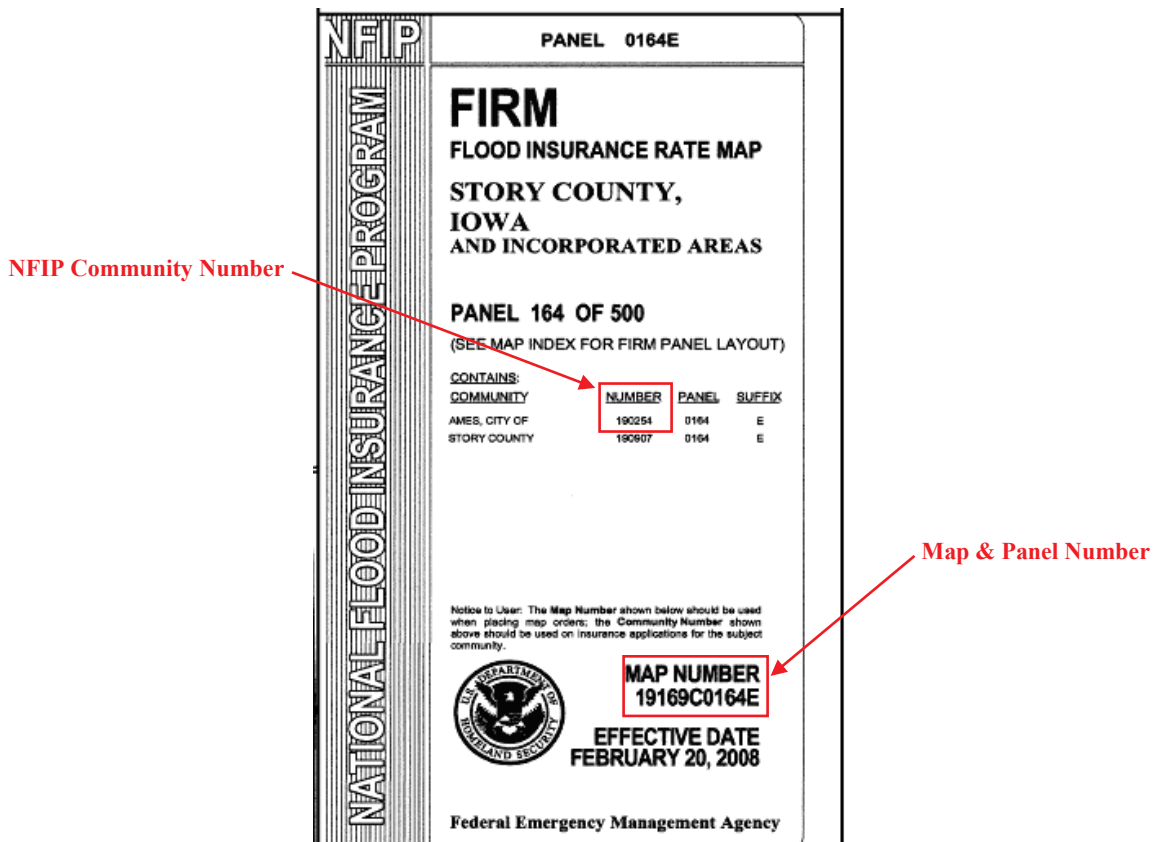 NFIP
PANEL 0164E
NATIONAL FLOOD INSURANCE PROGRAM
FIRM
FLOOD INSURANCE RATE MAP
STORY COUNTY,
IOWA
AND INCORPORATED AREAS
NFIP Community Number
PANEL 164 OF 500
(SEE MAP INDEX FOR FIRM PANEL LAYOUT)
CONTAINS:
COMMUNITY NUMBER PANEL SUFFIX
AMES, CITY OF 190254 0164 E
STORY COUNTY 190907 0164 E
Map & Panel Number
Notice to User: The Map Number shown below should be used
when placing map orders; the Community Number shown
above should be used on insurance applications for the subject
community.
U.S. DEPARTMENT OF HOMELAND SECURITY
MAP NUMBER
19169C0164E
EFFECTIVE DATE
FEBRUARY 20, 2008
Federal Emergency Management Agency